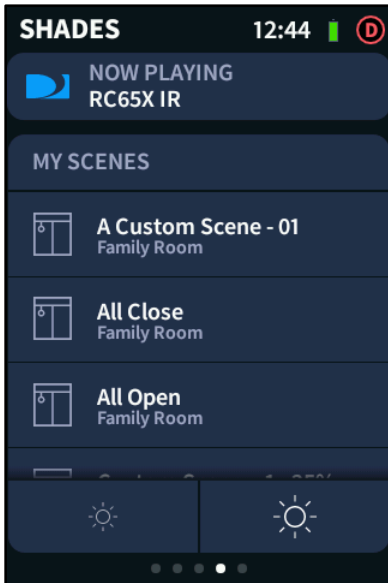 SHADES 12:44 D
NOW PLAYING
RC65X IR
MY SCENES
A Custom Scene - 01
Family Room
All Close
Family Room
All Open
Family Room